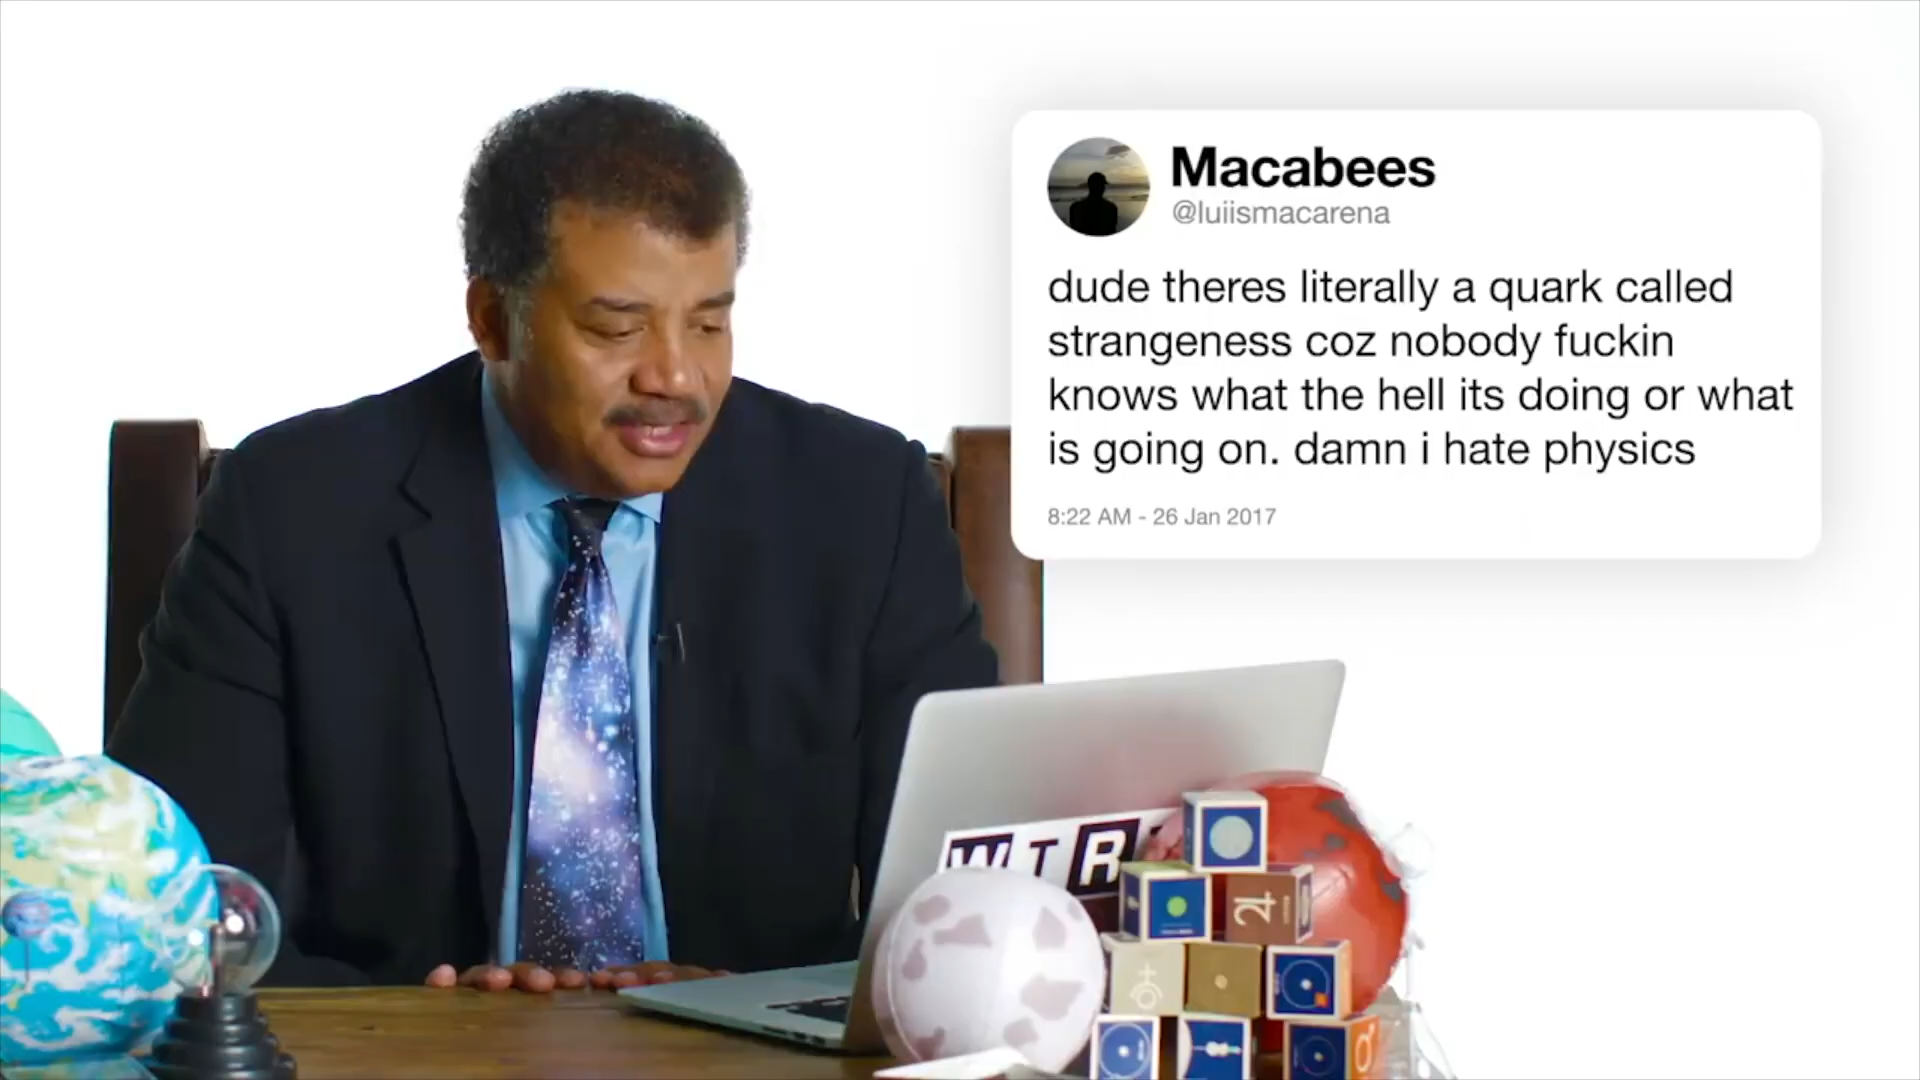 Macabees
@luiismacarena
dude theres literally a quark called
strangeness coz nobody fuckin
knows what the hell its doing or what
is going on. damn i hate physics
8:22 AM - 26 Jan 2017
WTR